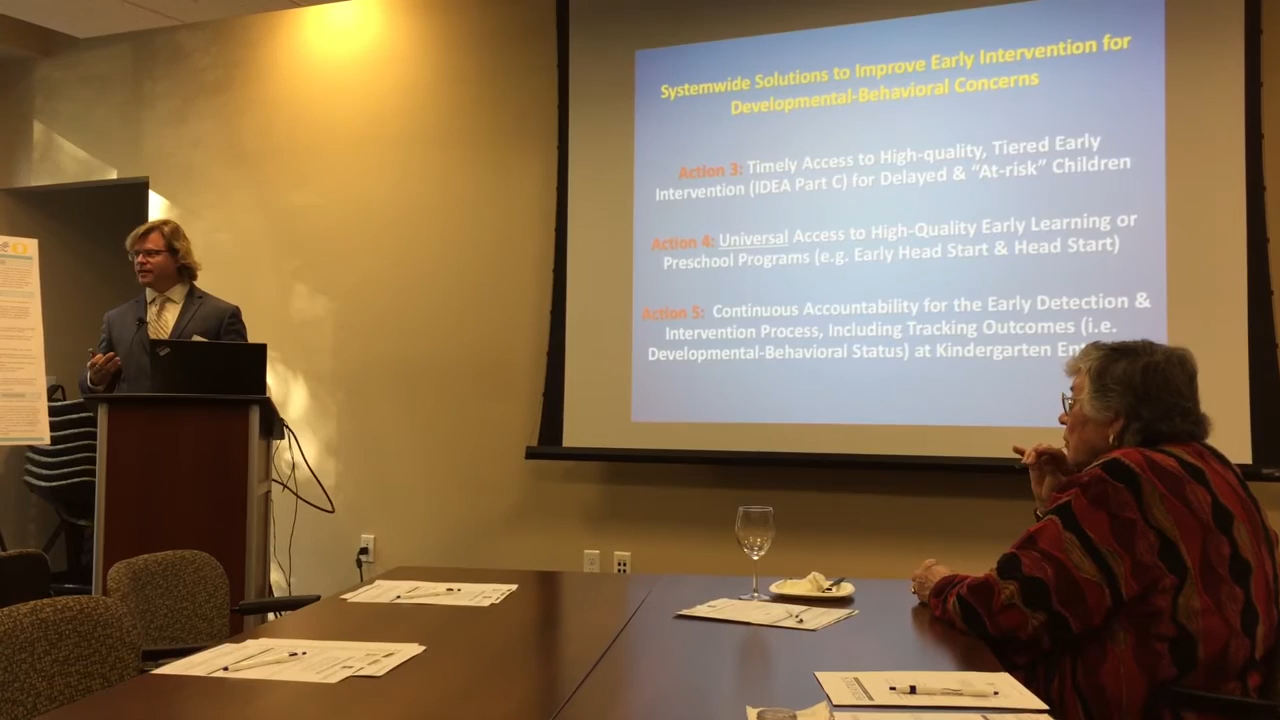 Systemwide Solutions to Improve Early Intervention for
Developmental-Behavioral Concerns
Action 3: Timely Access to High-quality, Tiered Early
Intervention (IDEA Part C) for Delayed & “At-risk” Children
Action 4: Universal Access to High-Quality Early Learning or
Preschool Programs (e.g. Early Head Start & Head Start)
Action 5: Continuous Accountability for the Early Detection &
Intervention Process, Including Tracking Outcomes (i.e.
Developmental-Behavioral Status) at Kindergarten